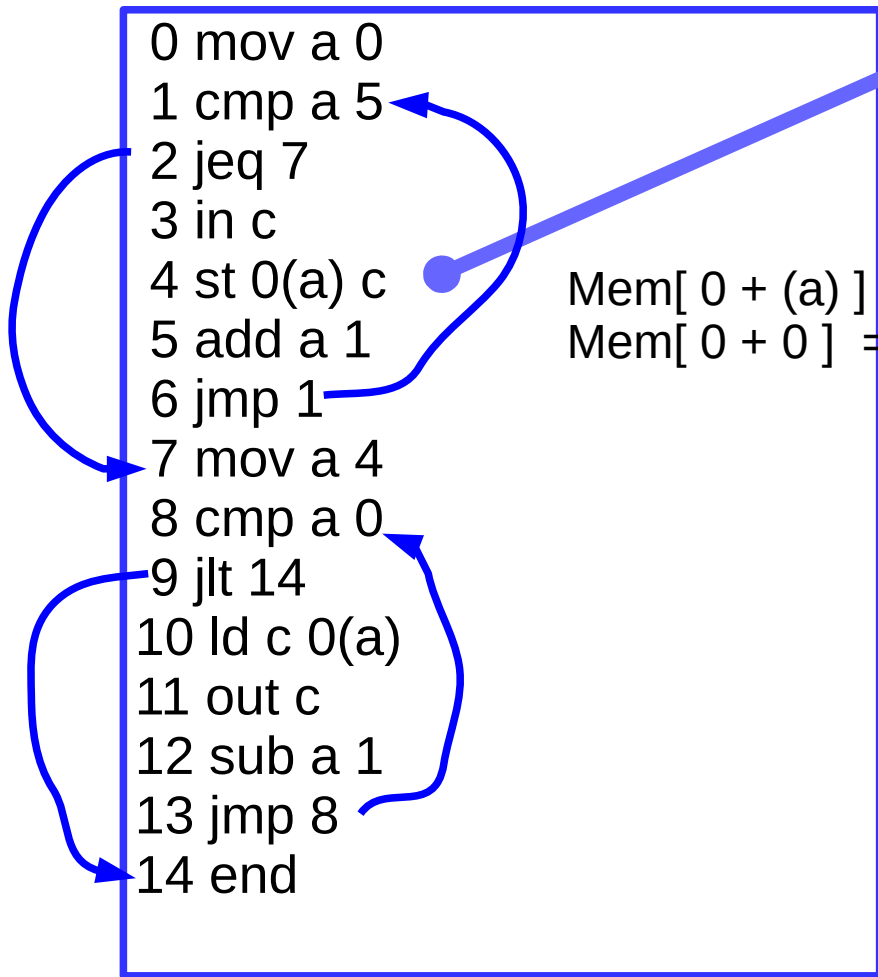 0 mov a 0
1 cmp a 5
2 jeq 7
3 in c
4 st 0(a) c
5 add a 1
6 jmp 1
7 mov a 4
8 cmp a 0
9 jlt 14
10 ld c 0(a)
11 out c
12 sub a 1
13 jmp 8
14 end
Mem[ 0 + (a) ]
Mem[ 0 + 0 ] =